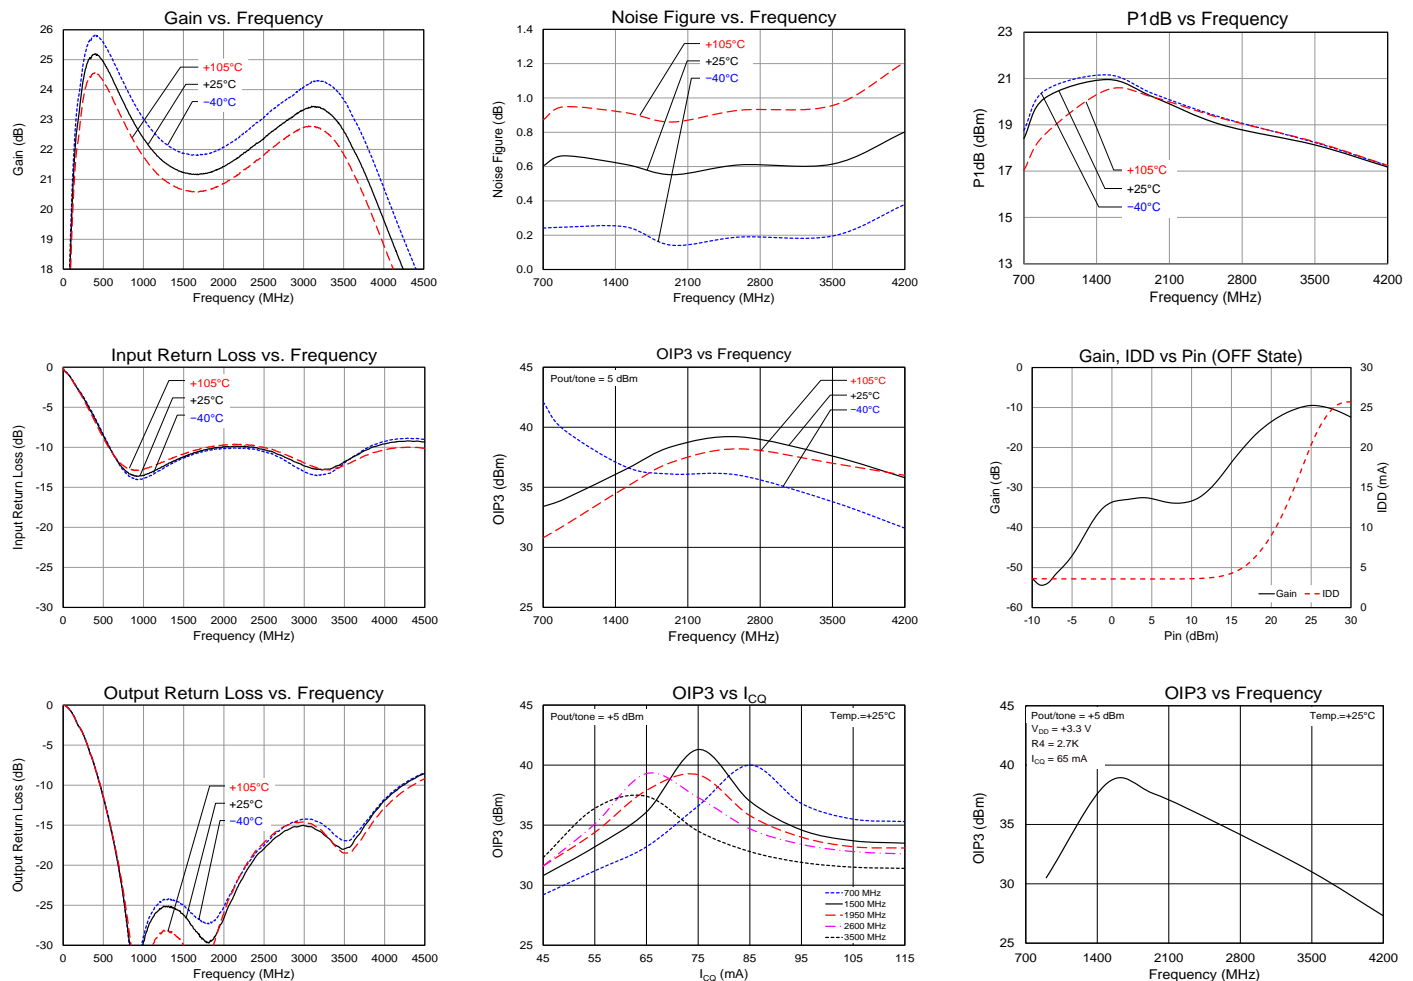 Gain vs. Frequency
26
25
24
23
22
21
20
19
18
Gain (dB)
+105°C
+25°C
−40°C
0 500 1000 1500 2000 2500 3000 3500 4000 4500
Frequency (MHz)
Noise Figure vs. Frequency
1.4
1.2
1.0
0.8
0.6
0.4
0.2
0.0
Noise Figure (dB)
+105°C
+25°C
−40°C
700 1400 2100 2800 3500 4200
Frequency (MHz)
P1dB vs Frequency
23
21
19
17
15
13
P1dB (dBm)
+105°C
+25°C
−40°C
700 1400 2100 2800 3500 4200
Frequency (MHz)
Input Return Loss vs. Frequency
0
-5
-10
-15
-20
-25
-30
Input Return Loss (dB)
+105°C
+25°C
−40°C
0 500 1000 1500 2000 2500 3000 3500 4000 4500
Frequency (MHz)
OIP3 vs Frequency
45
40
35
30
25
OIP3 (dBm)
Pout/tone = 5 dBm
+105°C
+25°C
−40°C
700 1400 2100 2800 3500 4200
Frequency (MHz)
Gain, IDD vs Pin (OFF State)
0
-10
-20
-30
-40
-50
-60
Gain (dB)
30
25
20
15
10
5
0
IDD (mA)
Gain IDD
-10 -5 0 5 10 15 20 25 30
Pin (dBm)
Output Return Loss vs. Frequency
0
-5
-10
-15
-20
-25
-30
Output Return Loss (dB)
+105°C
+25°C
−40°C
0 500 1000 1500 2000 2500 3000 3500 4000 4500
Frequency (MHz)
OIP3 vs ICQ
45
40
35
30
25
OIP3 (dBm)
Pout/tone = +5 dBm Temp.=+25°C
700 MHz
1500 MHz
1950 MHz
2600 MHz
3500 MHz
45 55 65 75 85 95 105 115
ICQ (mA)
OIP3 vs Frequency
45
40
35
30
25
OIP3 (dBm)
Pout/tone = +5 dBm Temp.=+25°C
VDD = +3.3 V
R4 = 2.7K
ICQ = 65 mA
700 1400 2100 2800 3500 4200
Frequency (MHz)